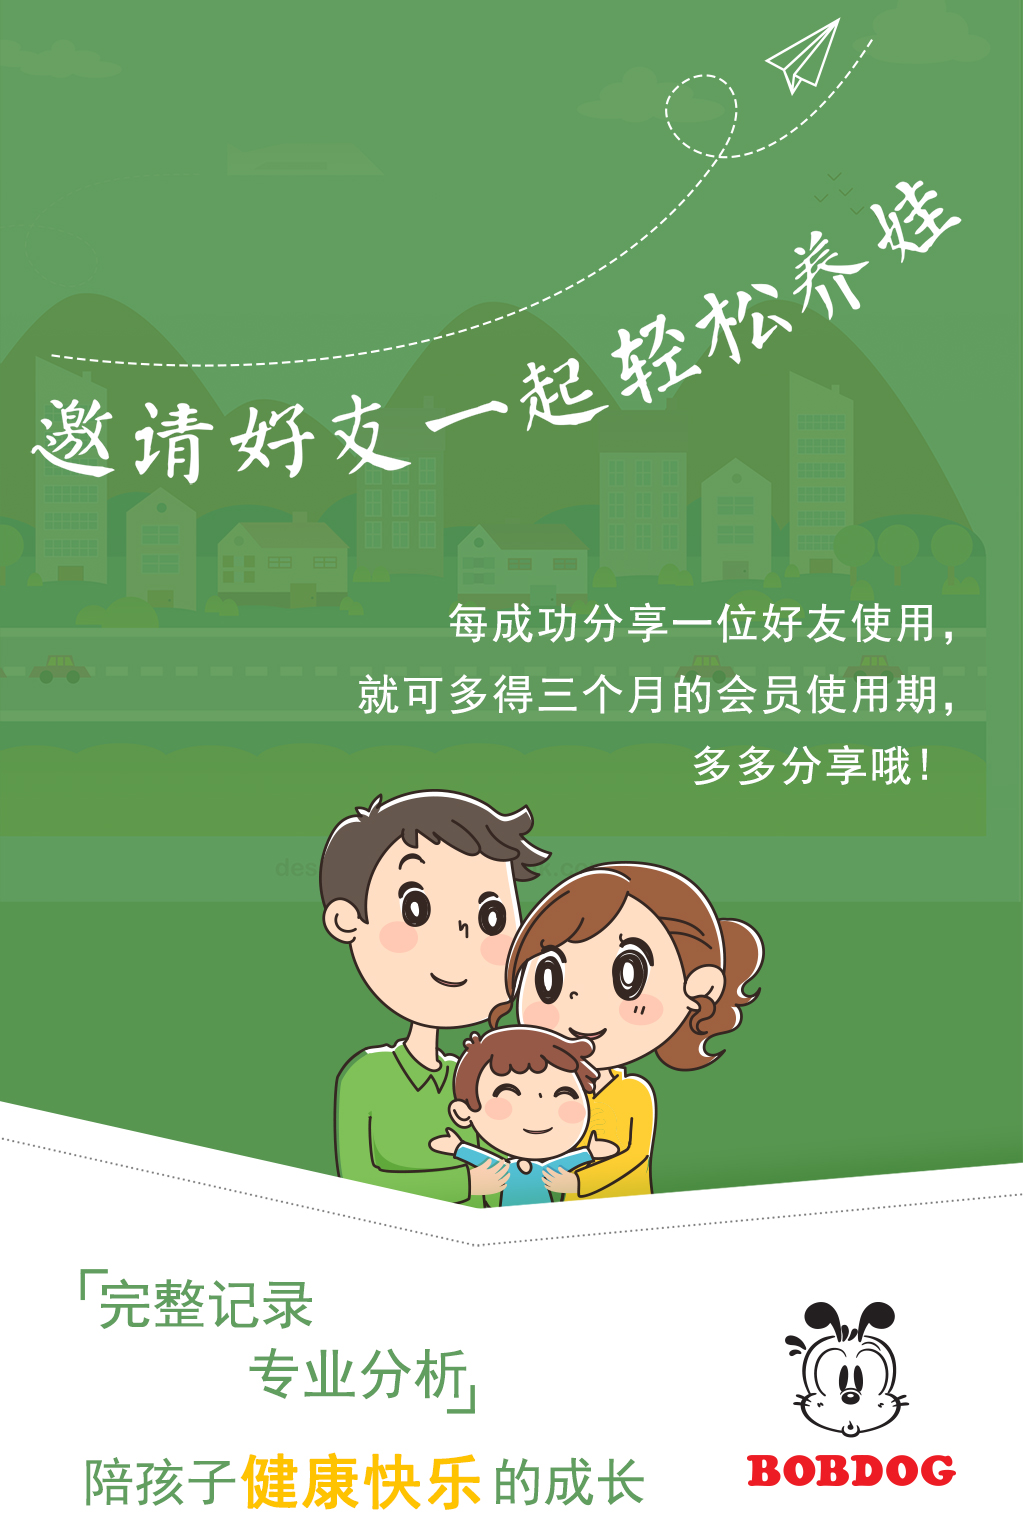 邀请好友一起轻松养娃
每成功分享一位好友使用，
就可多得三个月的会员使用期，
多多分享哦！
「完整记录
专业分析」
陪孩子健康快乐的成长
BOBDOG